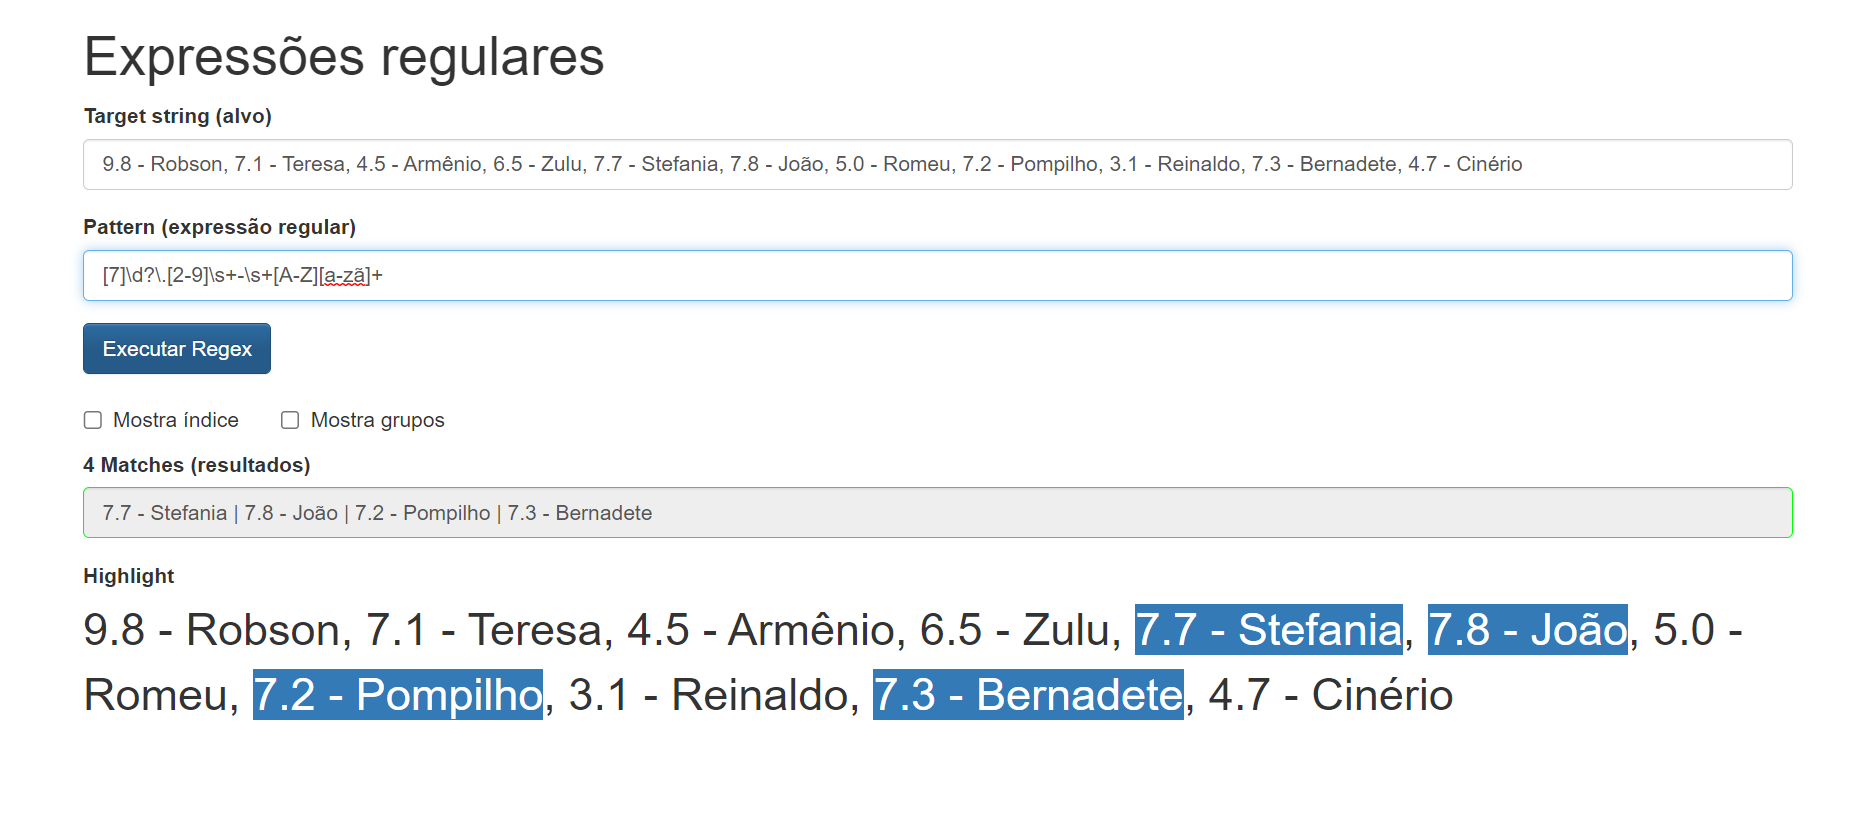 Expressões regulares
Target string (alvo)
9.8 - Robson, 7.1 - Teresa, 4.5 - Armênio, 6.5 - Zulu, 7.7 - Stefania, 7.8 - João, 5.0 - Romeu, 7.2 - Pompilho, 3.1 - Reinaldo, 7.3 - Bernadete, 4.7 - Cinério
Pattern (expressão regular)
[7]\d?\.[2-9]\s+-\s+[A-Z][a-zã]+
Executar Regex
Mostra índice Mostra grupos
4 Matches (resultados)
7.7 - Stefania | 7.8 - João | 7.2 - Pompilho | 7.3 - Bernadete
Highlight
9.8 - Robson, 7.1 - Teresa, 4.5 - Armênio, 6.5 - Zulu, 7.7 - Stefania, 7.8 - João, 5.0 -
Romeu, 7.2 - Pompilho, 3.1 - Reinaldo, 7.3 - Bernadete, 4.7 - Cinério